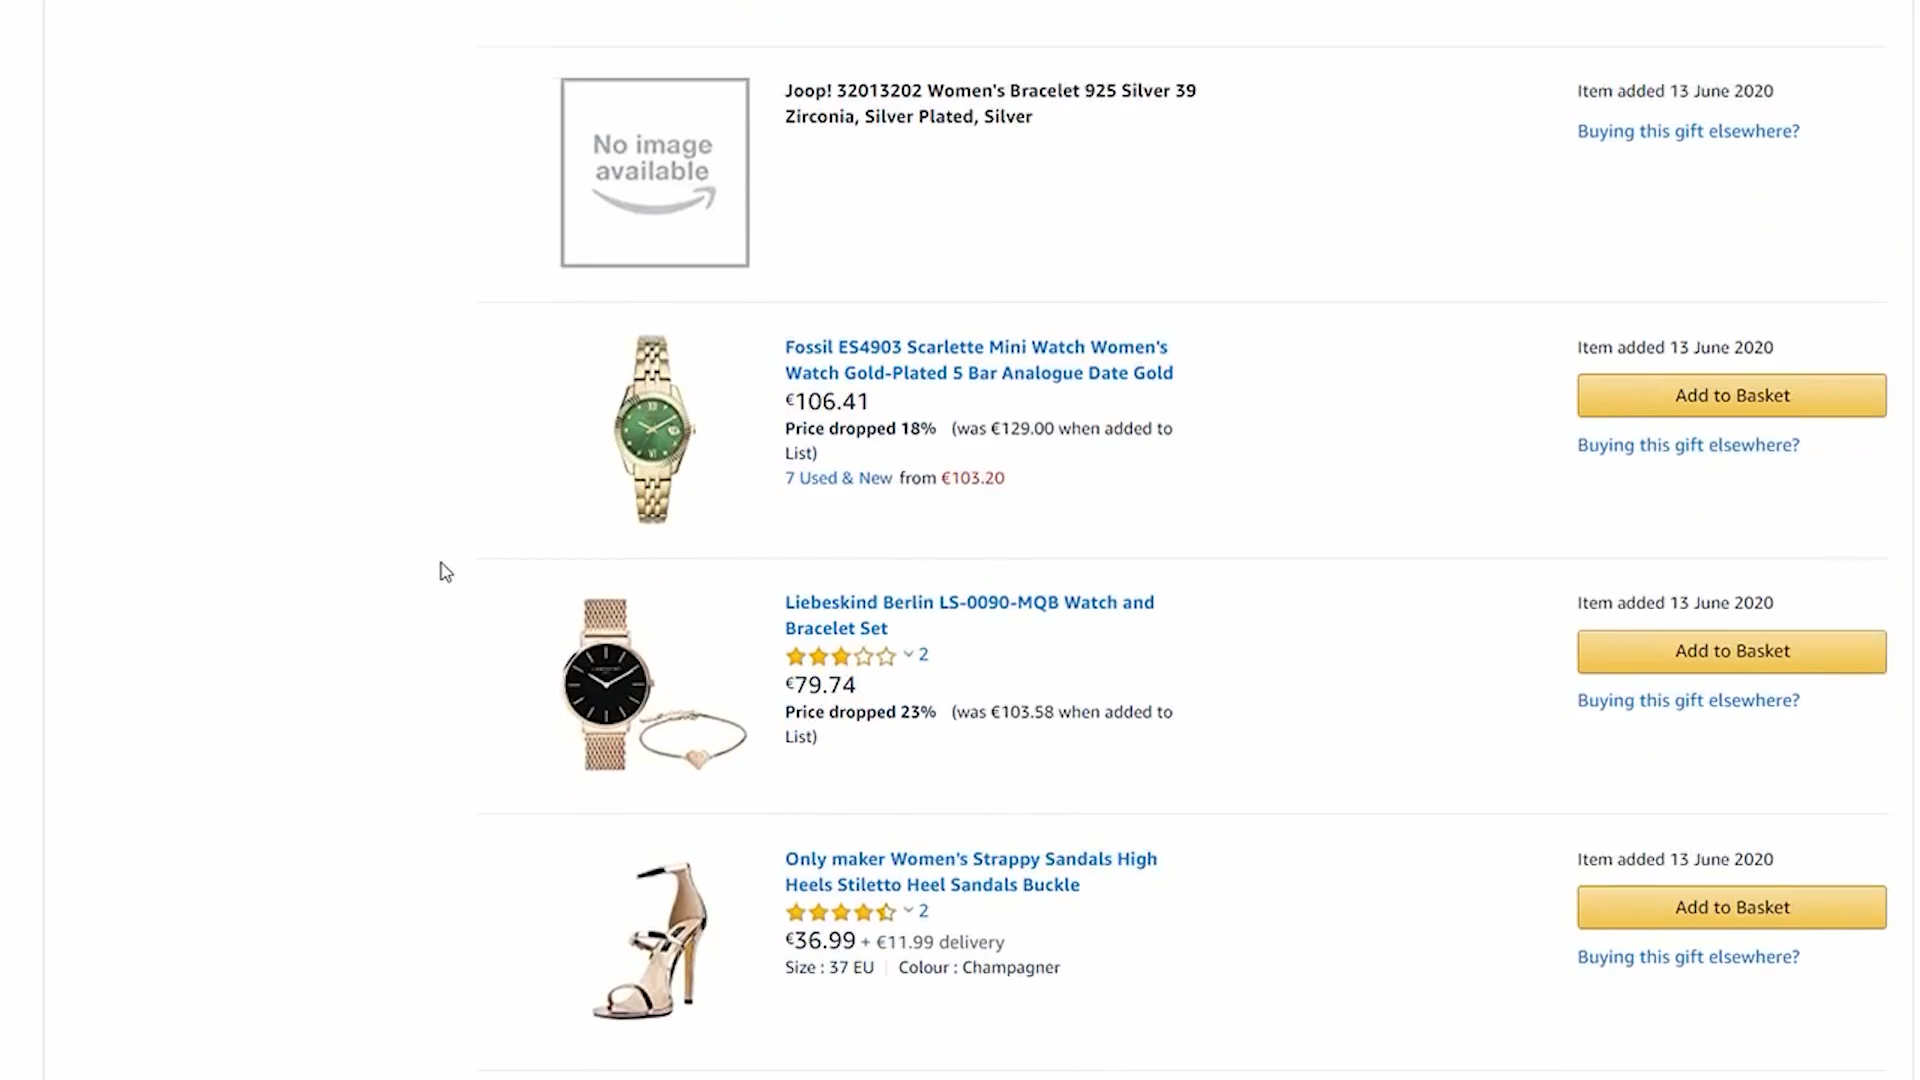 No image
available
Joop! 32013202 Women's Bracelet 925 Silver 39
Zirconia, Silver Plated, Silver
Item added 13 June 2020
Buying this gift elsewhere?
Fossil ES4903 Scarlette Mini Watch Women's
Watch Gold-Plated 5 Bar Analogue Date Gold
€106.41
Price dropped 18% (was €129.00 when added to
List)
7 Used & New from €103.20
Item added 13 June 2020
Add to Basket
Buying this gift elsewhere?
Liebeskind Berlin LS-0090-MQB Watch and
Bracelet Set
2
€79.74
Price dropped 23% (was €103.58 when added to
List)
Item added 13 June 2020
Add to Basket
Buying this gift elsewhere?
Only maker Women's Strappy Sandals High
Heels Stiletto Heel Sandals Buckle
2
€36.99 + €11.99 delivery
Size : 37 EU | Colour : Champagner
Item added 13 June 2020
Add to Basket
Buying this gift elsewhere?